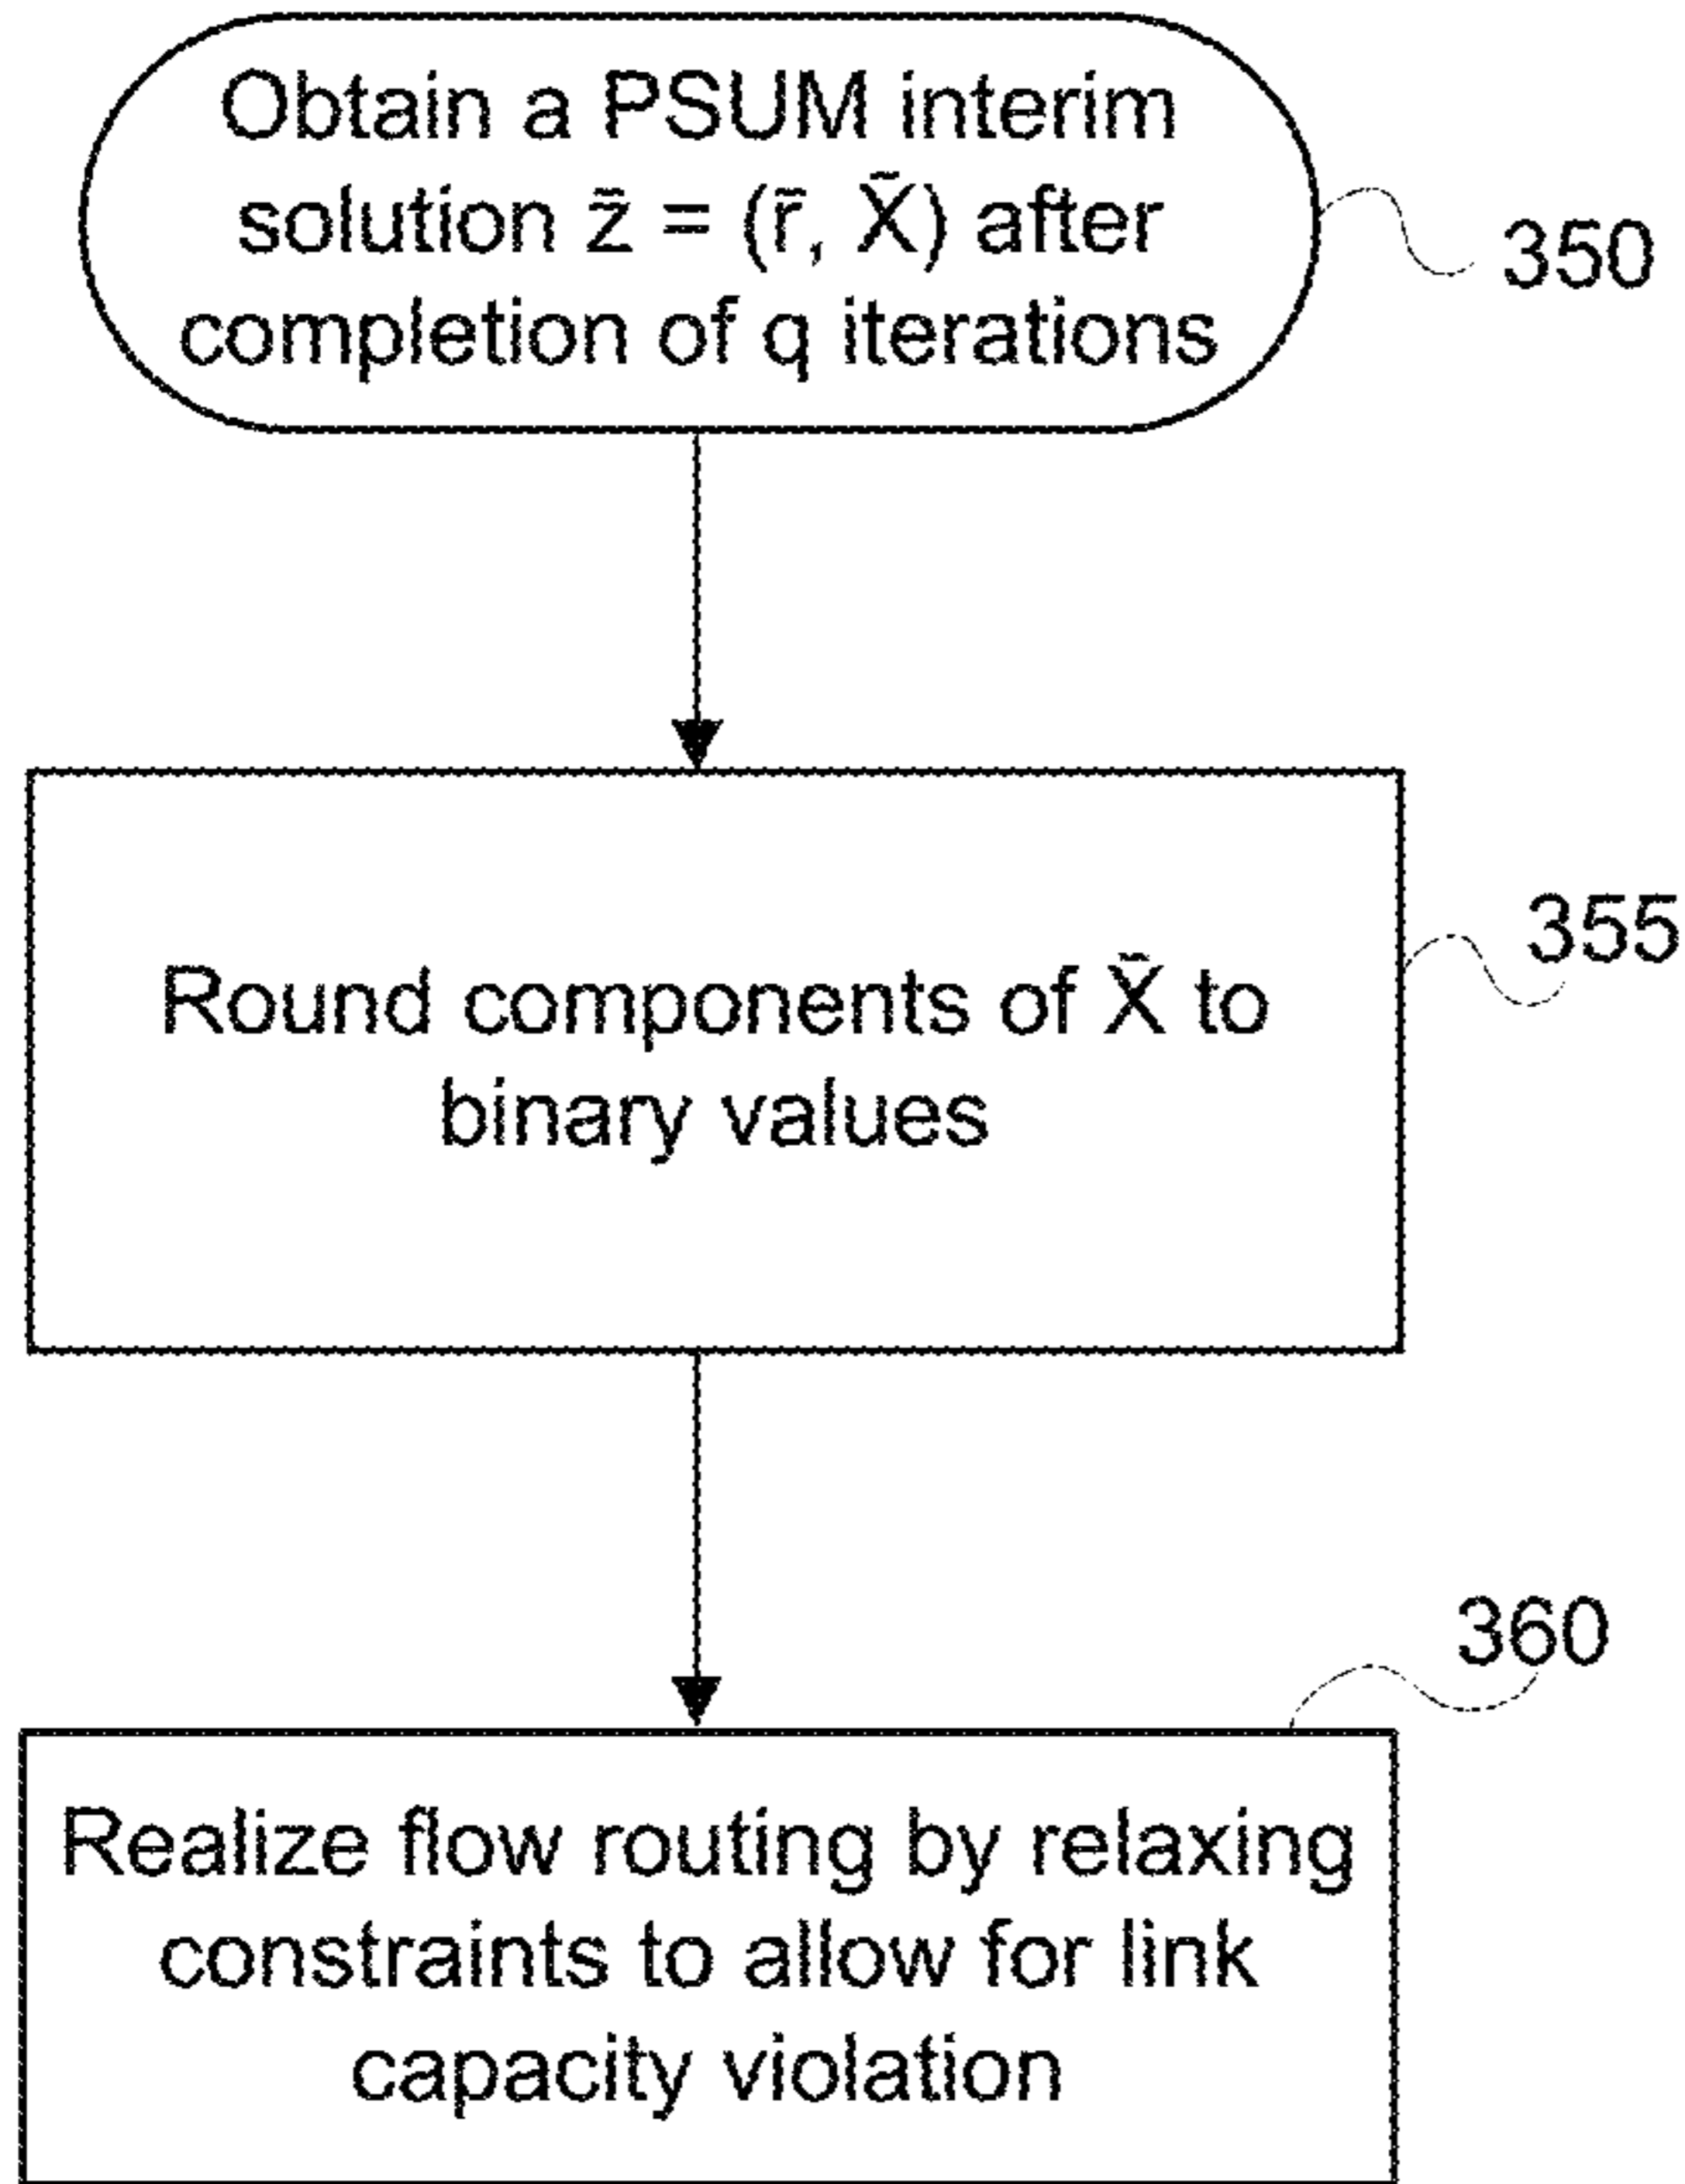 Obtain a PSUM interim
solution z̄ = (r̄, X̄) after
completion of q iterations
350
Round components of X̄ to
binary values
355
360
Realize flow routing by relaxing
constraints to allow for link
capacity violation